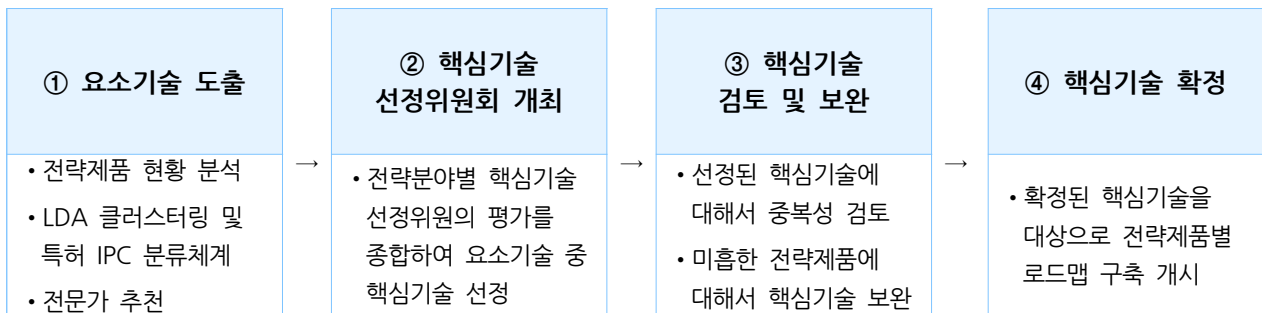 ① 요소기술 도출
• 전략제품 현황 분석
• LDA 클러스터링 및
특허 IPC 분류체계
• 전문가 추천
→
② 핵심기술
선정위원회 개최
• 전략분야별 핵심기술
선정위원의 평가를
종합하여 요소기술 중
핵심기술 선정
→
③ 핵심기술
검토 및 보완
• 선정된 핵심기술에
대해서 중복성 검토
• 미흡한 전략제품에
대해서 핵심기술 보완
→
④ 핵심기술 확정
• 확정된 핵심기술을
대상으로 전략제품별
로드맵 구축 개시